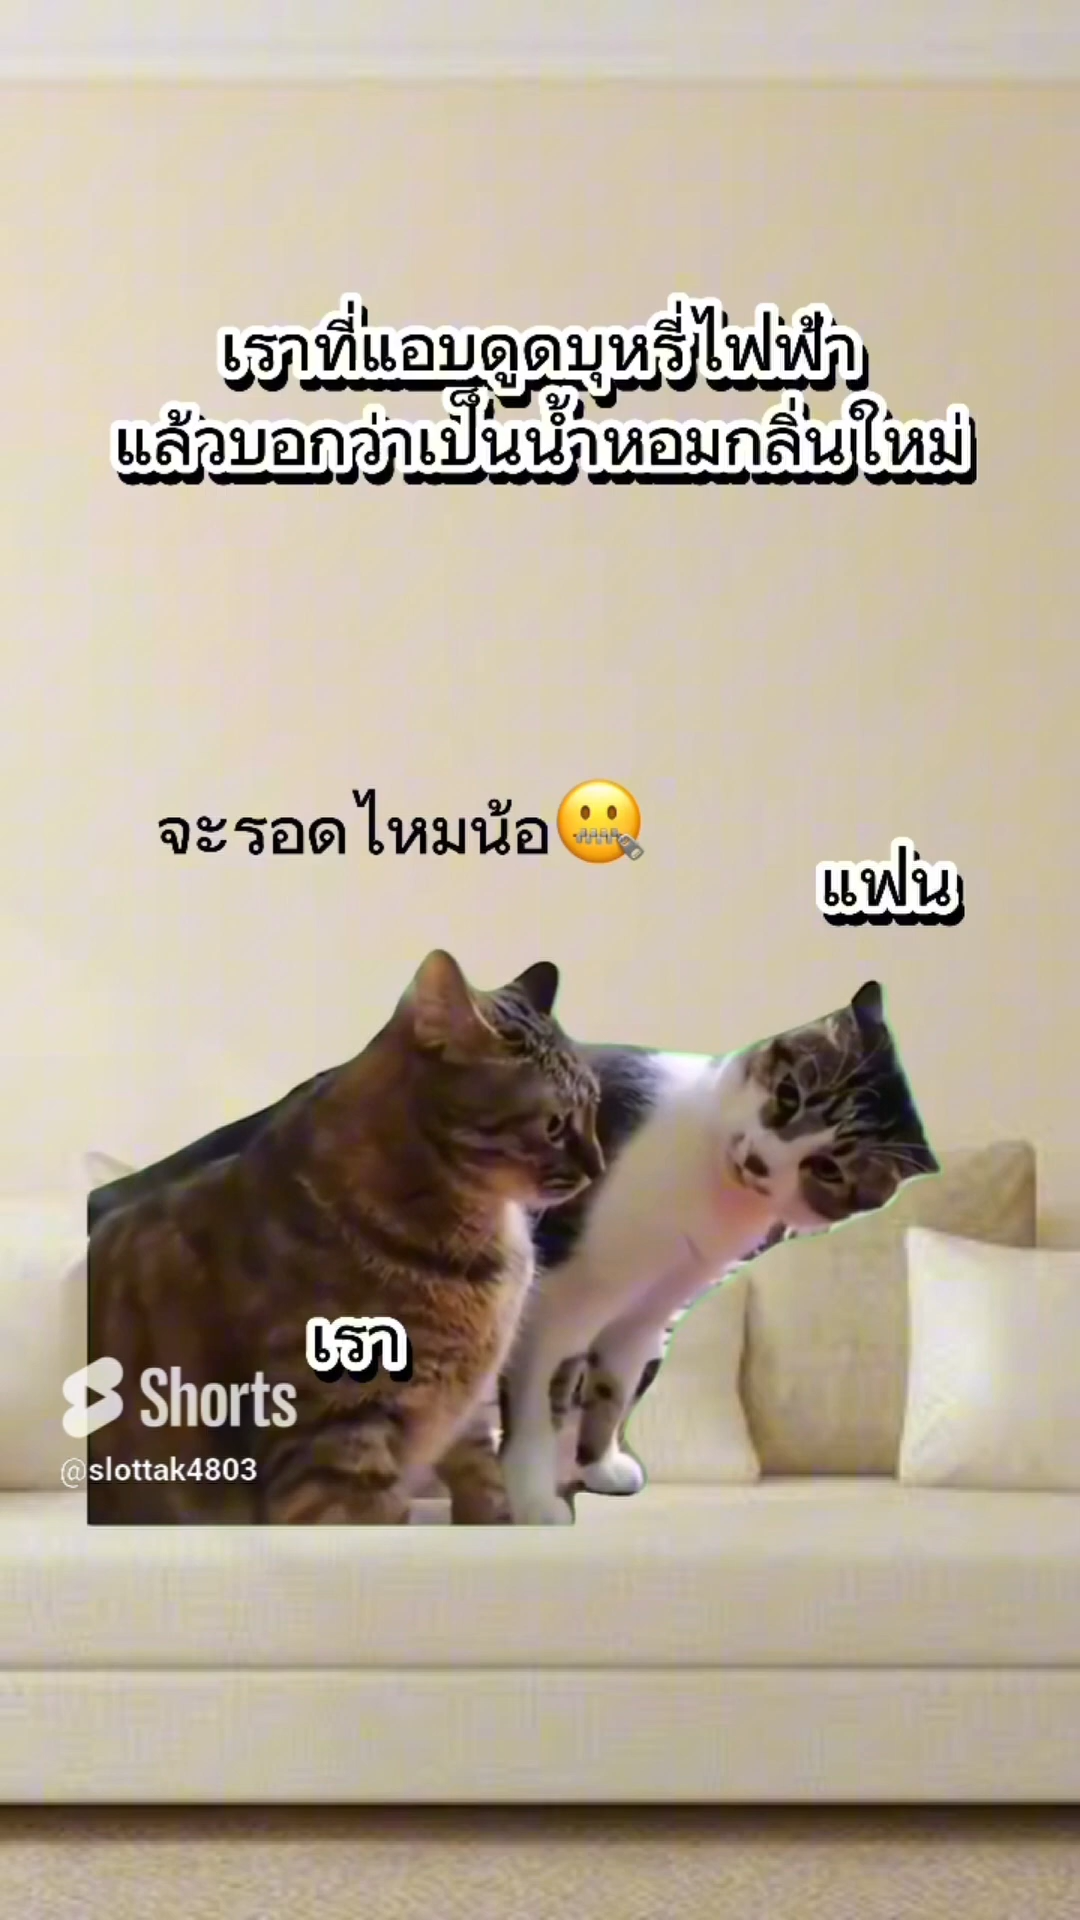 เราที่แอบดูดบุหรี่ไฟฟ้า
แล้วบอกว่าเป็นน้ำหอมกลิ่นใหม่
จะรอดไหมน้อ🤐
แฟน
เรา
Shorts
@slottak4803